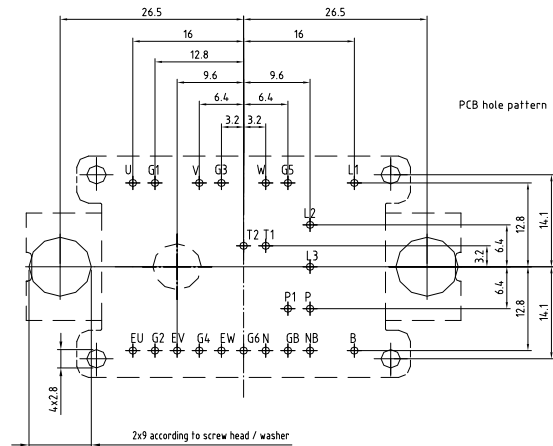 26.5 26.5
16 16
12.8
9.6 9.6
PCB hole pattern
6.4 6.4
3.2 3.2
U G1 V G3 W G5 L1
L2
T2 T1
L3
12.8 6.4 3.2 14.1
P1 P
6.4 12.8 14.1
EU G2 EV G4 EW G6 N GB NB B
4x2.8
2x9 according to screw head / washer